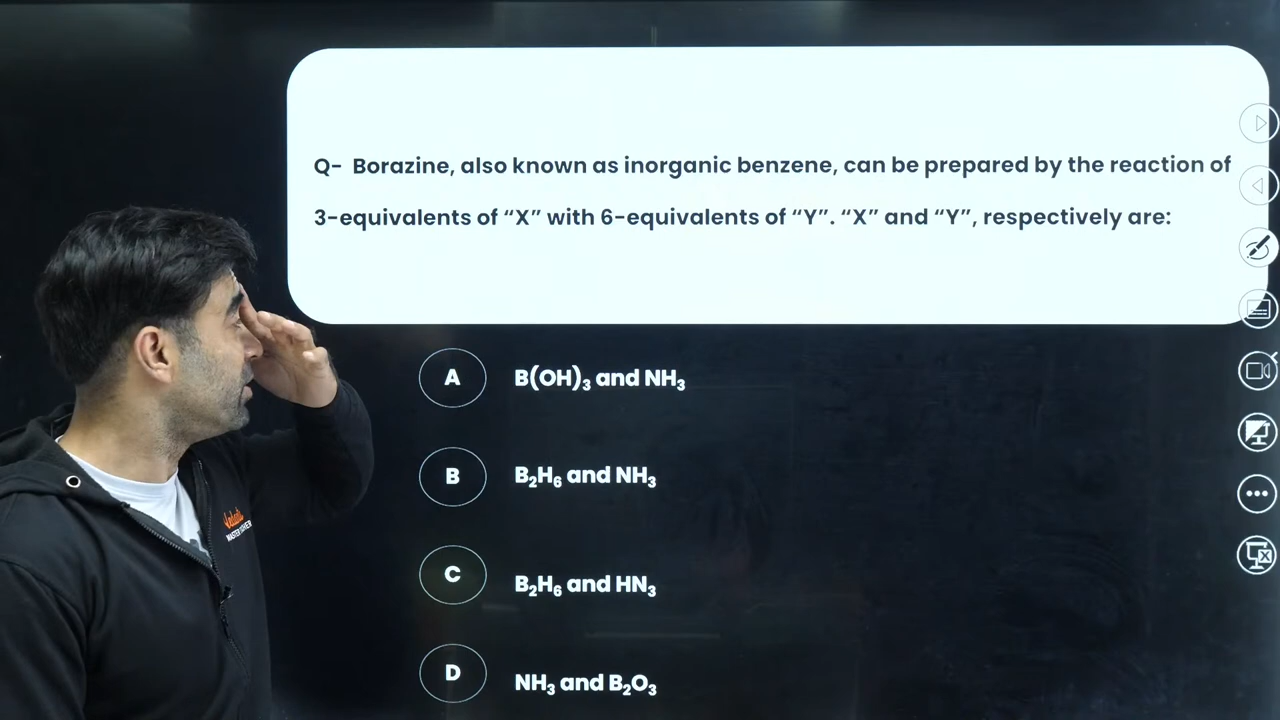 Q- Borazine, also known as inorganic benzene, can be prepared by the reaction of
3-equivalents of “X” with 6-equivalents of “Y”. “X” and “Y”, respectively are:
A B(OH)₃ and NH₃
B B₂H₆ and NH₃
C B₂H₆ and HN₃
D NH₃ and B₂O₃